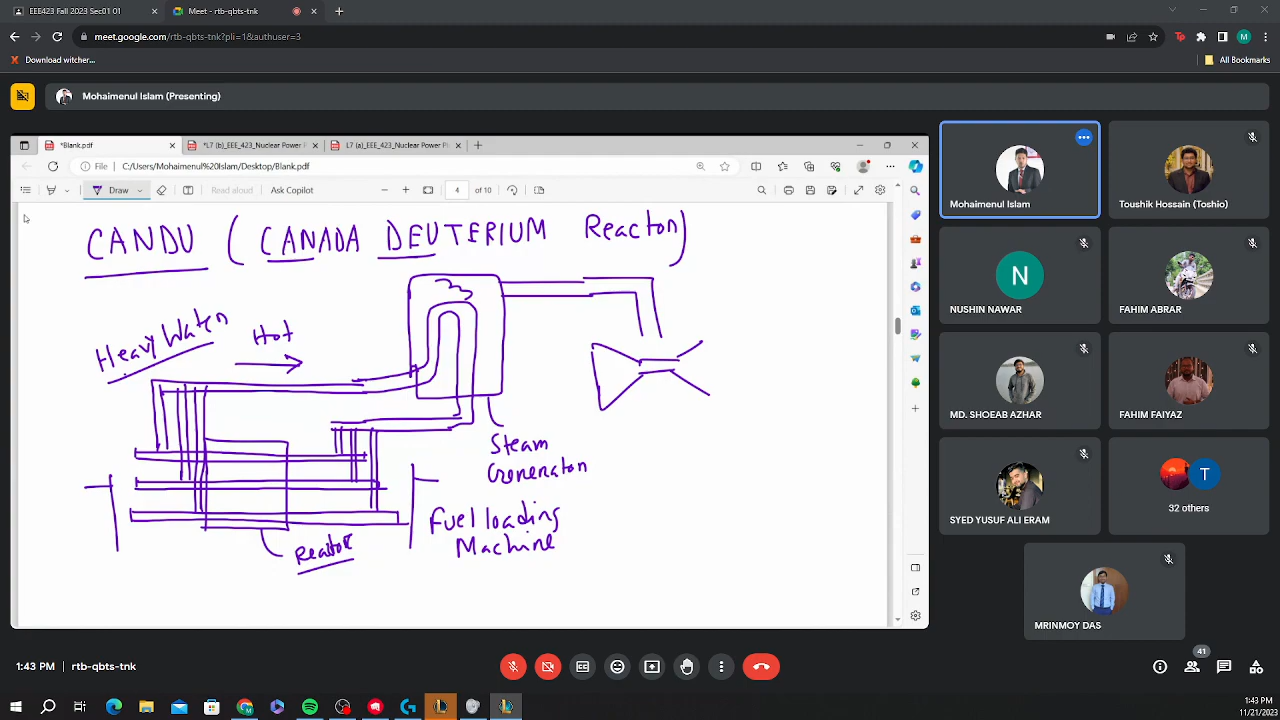 EEE423 Fall 2023 Sec01 01
Meet - rtb-qbts-tnk
meet.google.com/rtb-qbts-tnk?pli=1&authuser=3
Download witcher...
All Bookmarks
Mohaimenul Islam (Presenting)
*Blank.pdf
*L7 (b)_EEE_423_Nuclear Power P
L7 (a)_EEE_423_Nuclear Power Pl
File
C:/Users/Mohaimenul%20Islam/Desktop/Blank.pdf
Draw
Read aloud
Ask Copilot
4
of 10
CANDU ( CANADA DEUTERIUM Reactor)
Heavy Water
Hot
Steam
Generator
Fuel loading
Machine
Reactor
Mohaimenul Islam
Toushik Hossain (Toshio)
N
NUSHIN NAWAR
FAHIM ABRAR
MD. SHOEAB AZHAR
FAHIM FAIYAZ
SYED YUSUF ALI ERAM
T
32 others
MRINMOY DAS
1:43 PM | rtb-qbts-tnk
41
1:43 PM
11/21/2023